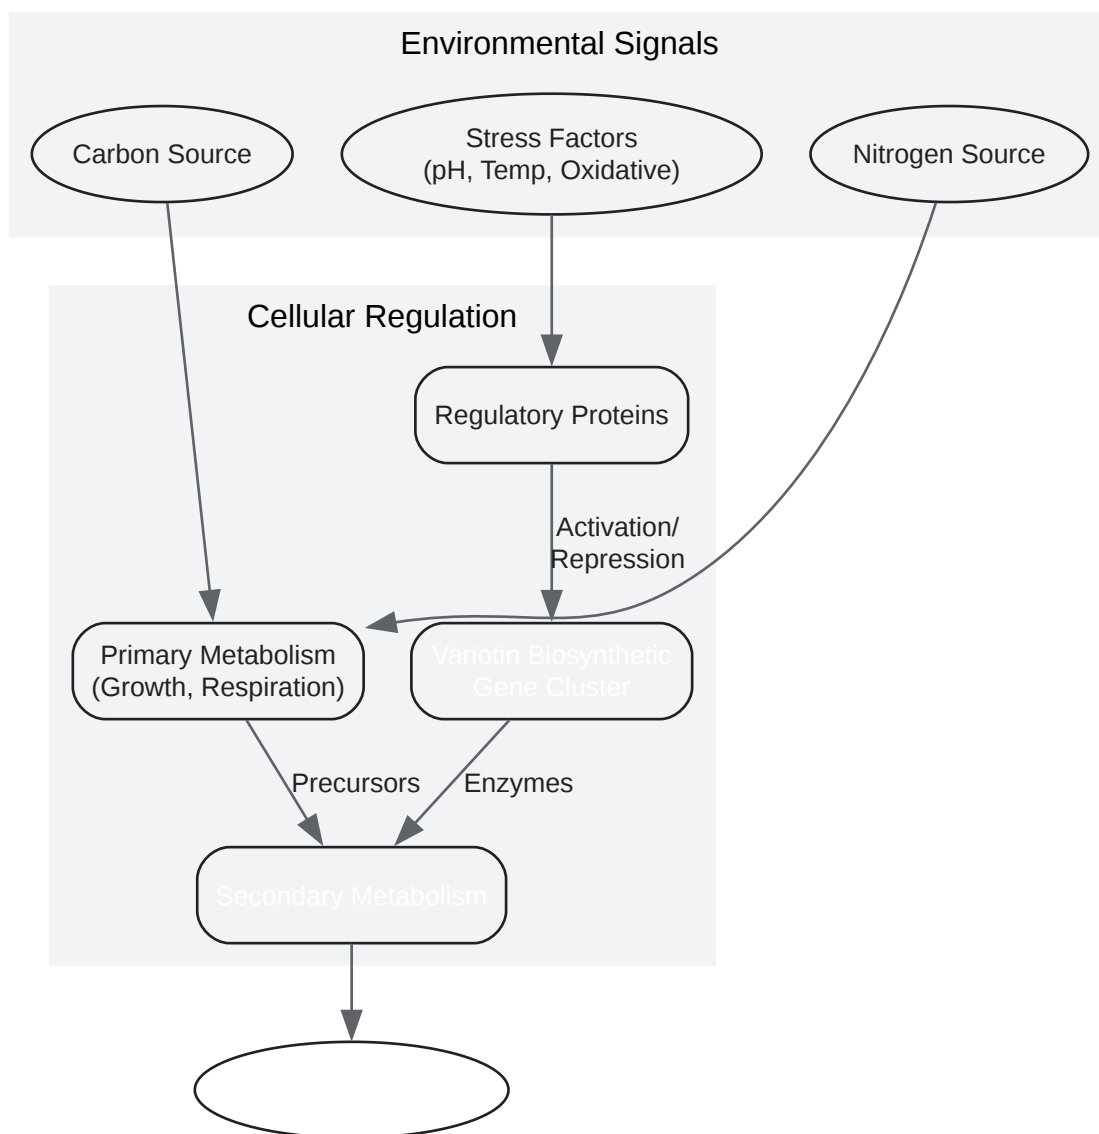 Environmental Signals
Carbon Source
Stress Factors
(pH, Temp, Oxidative)
Nitrogen Source
Cellular Regulation
Regulatory Proteins
Activation/
Repression
Primary Metabolism
(Growth, Respiration)
Variotin Biosynthetic
Gene Cluster
Precursors
Enzymes
Secondary Metabolism